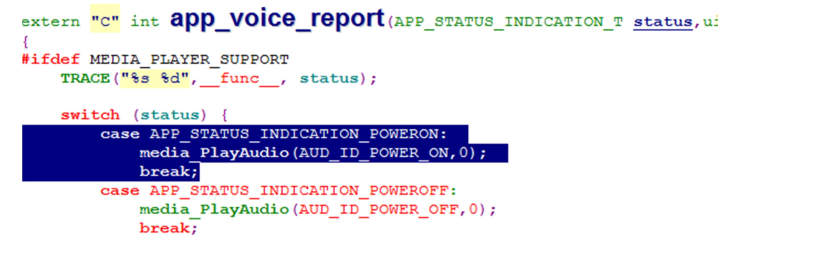 extern "C" int app_voice_report(APP_STATUS_INDICATION_T status,ui
{
#ifdef MEDIA_PLAYER_SUPPORT
    TRACE("%s %d",__func__, status);
    switch (status) {
        case APP_STATUS_INDICATION_POWERON:
            media_PlayAudio(AUD_ID_POWER_ON,0);
            break;
        case APP_STATUS_INDICATION_POWEROFF:
            media_PlayAudio(AUD_ID_POWER_OFF,0);
            break;